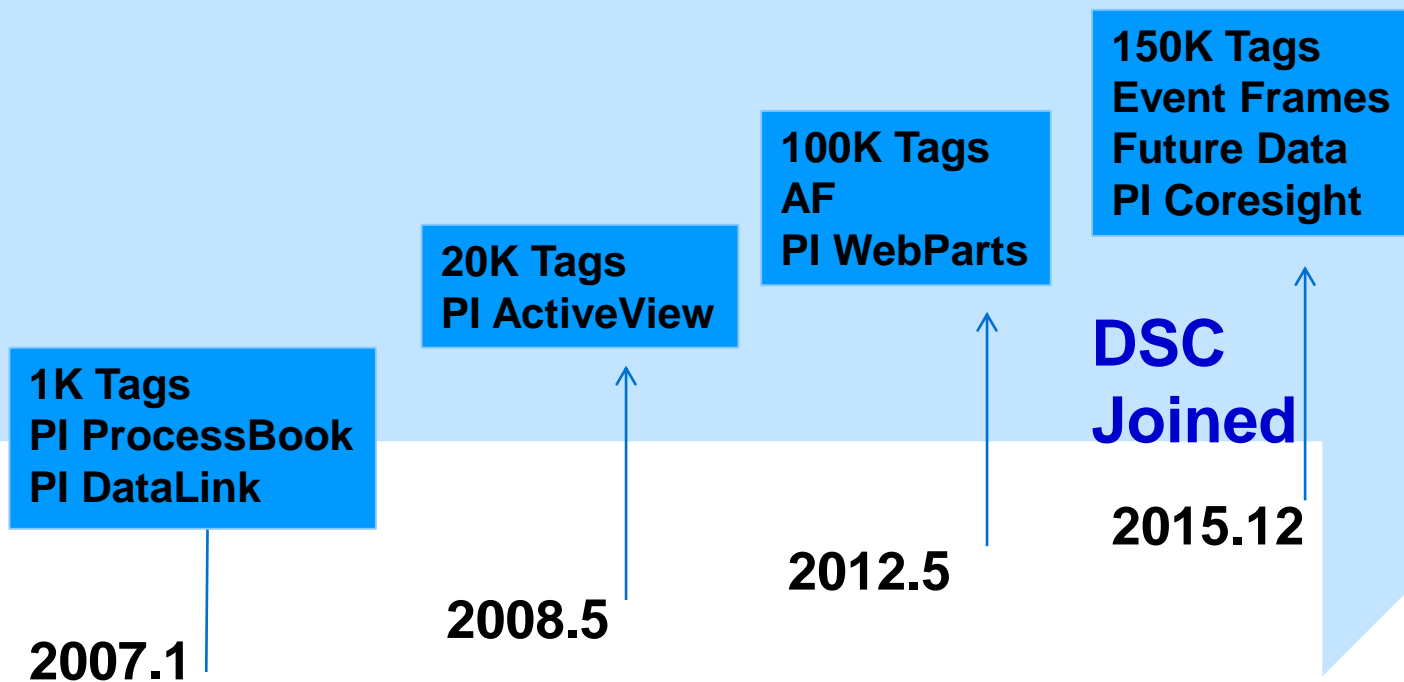 1K Tags
PI ProcessBook
PI DataLink
2007.1
20K Tags
PI ActiveView
2008.5
100K Tags
AF
PI WebParts
2012.5
150K Tags
Event Frames
Future Data
PI Coresight
DSC
Joined
2015.12